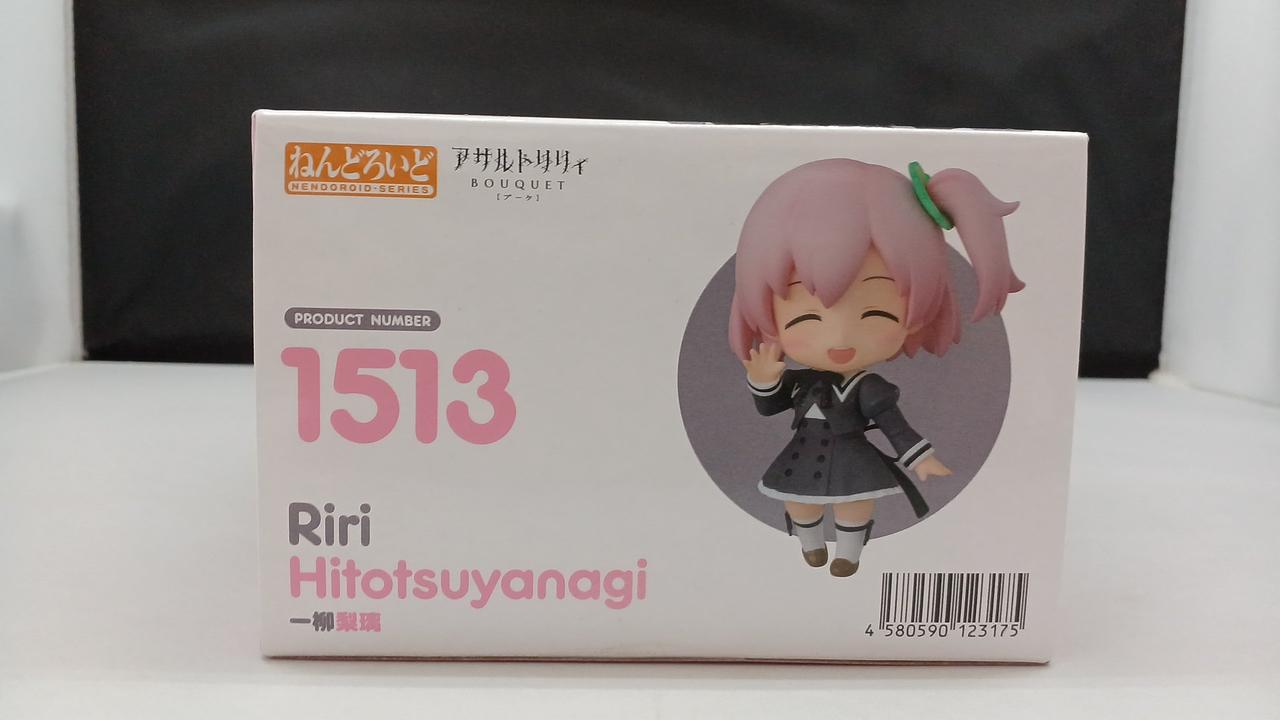 ねんどろいど
NENDOROID-SERIES
アサルトリリィ
BOUQUET
[ブーケ]
PRODUCT NUMBER
1513
Riri
Hitotsuyanagi
一柳梨璃
4 580590 123175